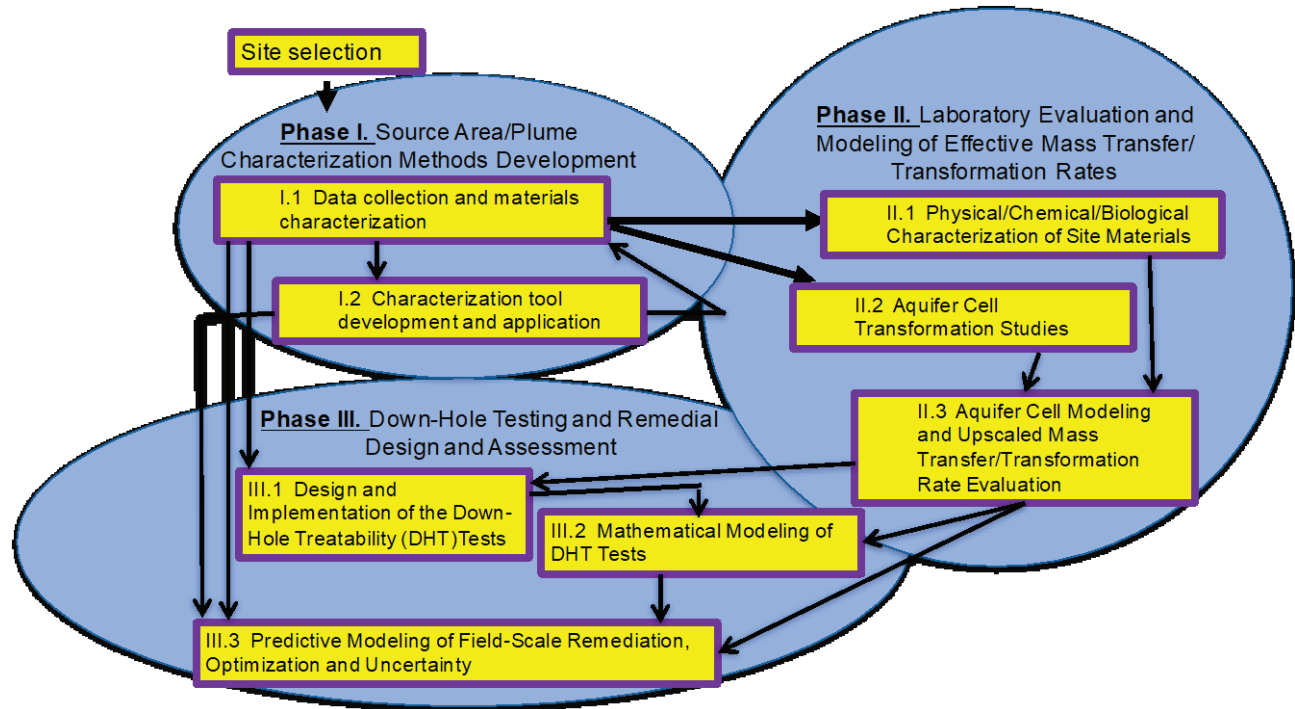 Site selection
Phase I. Source Area/Plume
Characterization Methods Development
I.1 Data collection and materials
characterization
I.2 Characterization tool
development and application
Phase II. Laboratory Evaluation and
Modeling of Effective Mass Transfer/
Transformation Rates
II.1 Physical/Chemical/Biological
Characterization of Site Materials
II.2 Aquifer Cell
Transformation Studies
II.3 Aquifer Cell Modeling
and Upscaled Mass
Transfer/Transformation
Rate Evaluation
Phase III. Down-Hole Testing and Remedial
Design and Assessment
III.1 Design and
Implementation of the Down-
Hole Treatability (DHT)Tests
III.2 Mathematical Modeling of
DHT Tests
III.3 Predictive Modeling of Field-Scale Remediation,
Optimization and Uncertainty